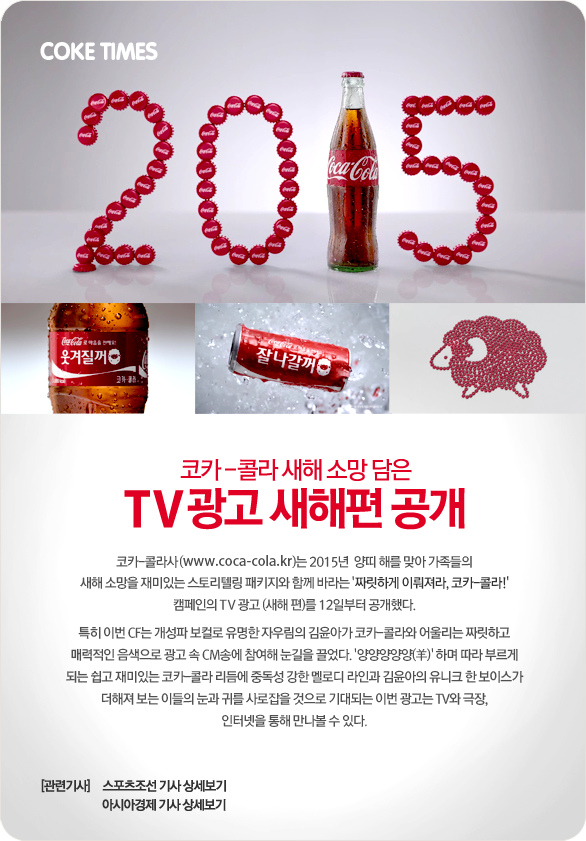 COKE TIMES
Coca-Cola
Coca-Cola 로 마음을 전해요!
웃겨질꺼
코카-콜라
잘나갈꺼
코카-콜라 새해 소망 담은
TV광고 새해편 공개
코카-콜라사(www.coca-cola.kr)는 2015년 양띠 해를 맞아 가족들의
새해 소망을 재미있는 스토리텔링 패키지와 함께 바라는 '짜릿하게 이뤄져라, 코카-콜라!'
캠페인의 TV 광고 (새해 편)를 12일부터 공개했다.
특히 이번 CF는 개성파 보컬로 유명한 자우림의 김윤아가 코카-콜라와 어울리는 짜릿하고
매력적인 음색으로 광고 속 CM송에 참여해 눈길을 끌었다. '양양양양양(羊)' 하며 따라 부르게
되는 쉽고 재미있는 코카-콜라 리듬에 중독성 강한 멜로디 라인과 김윤아의 유니크 한 보이스가
더해져 보는 이들의 눈과 귀를 사로잡을 것으로 기대되는 이번 광고는 TV와 극장,
인터넷을 통해 만나볼 수 있다.
[관련기사] 스포츠조선 기사 상세보기
아시아경제 기사 상세보기